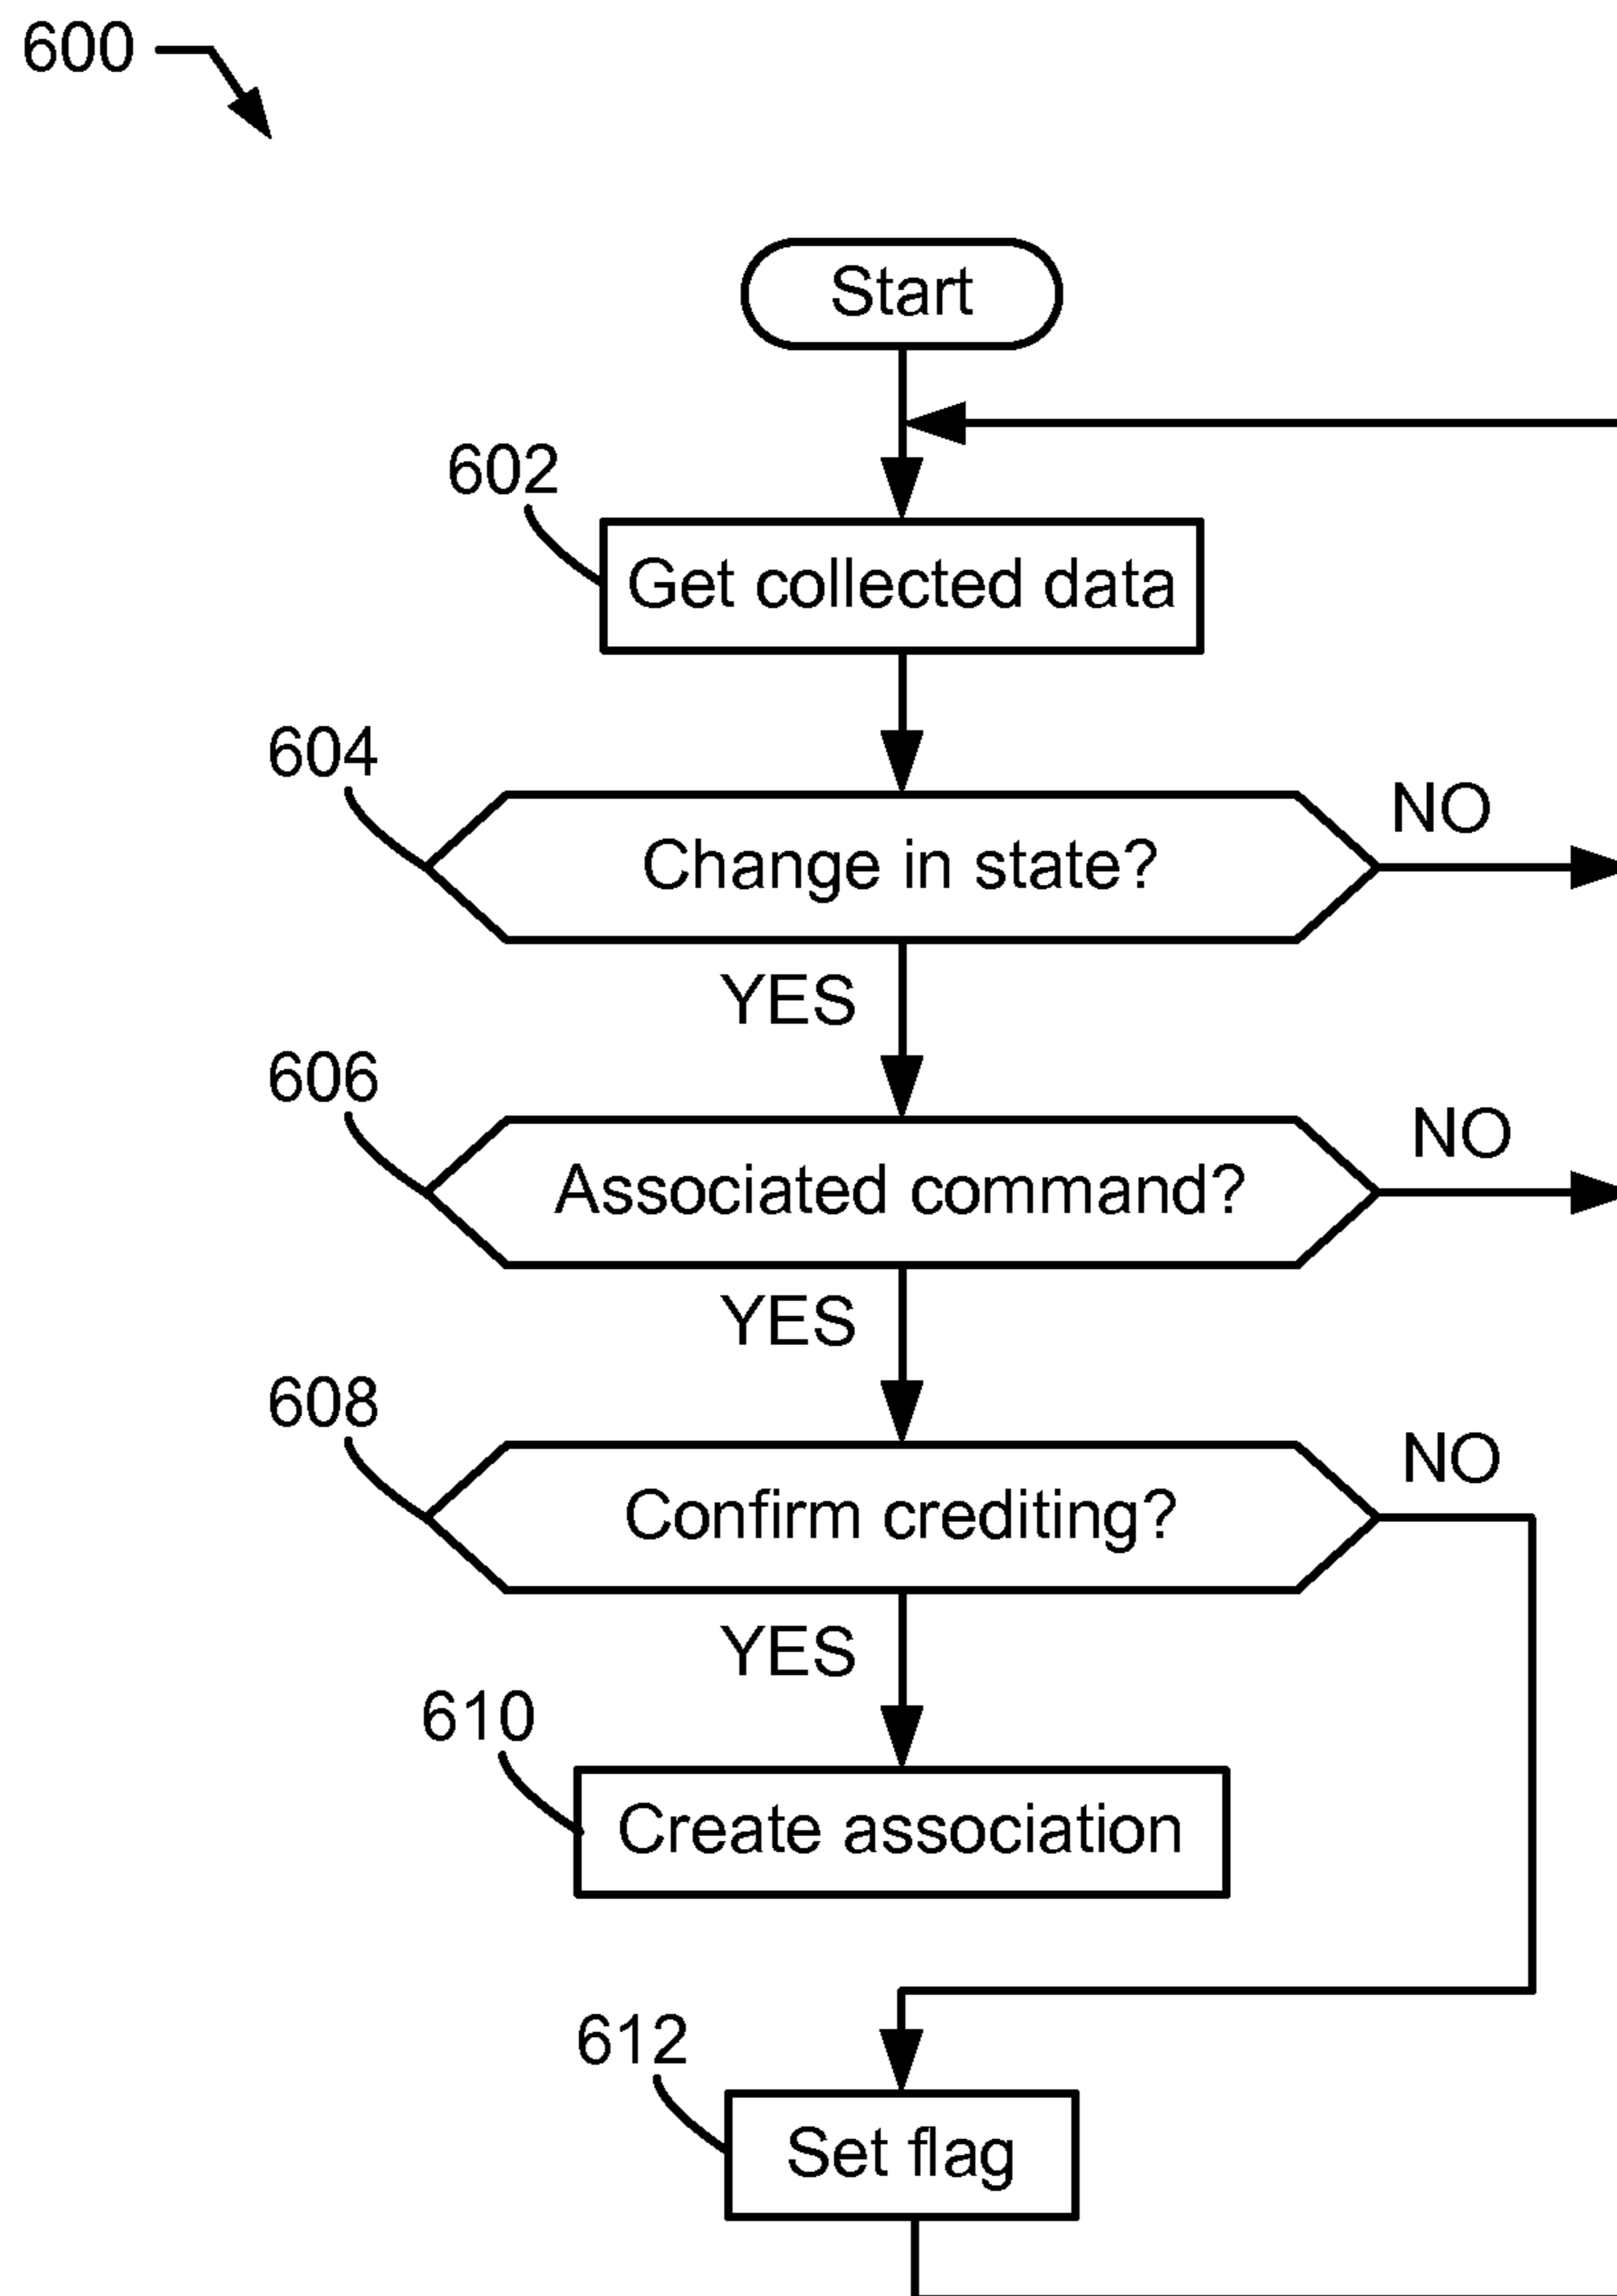 600
Start
602
Get collected data
604
Change in state?
NO
YES
606
Associated command?
NO
YES
608
Confirm crediting?
NO
YES
610
Create association
612
Set flag